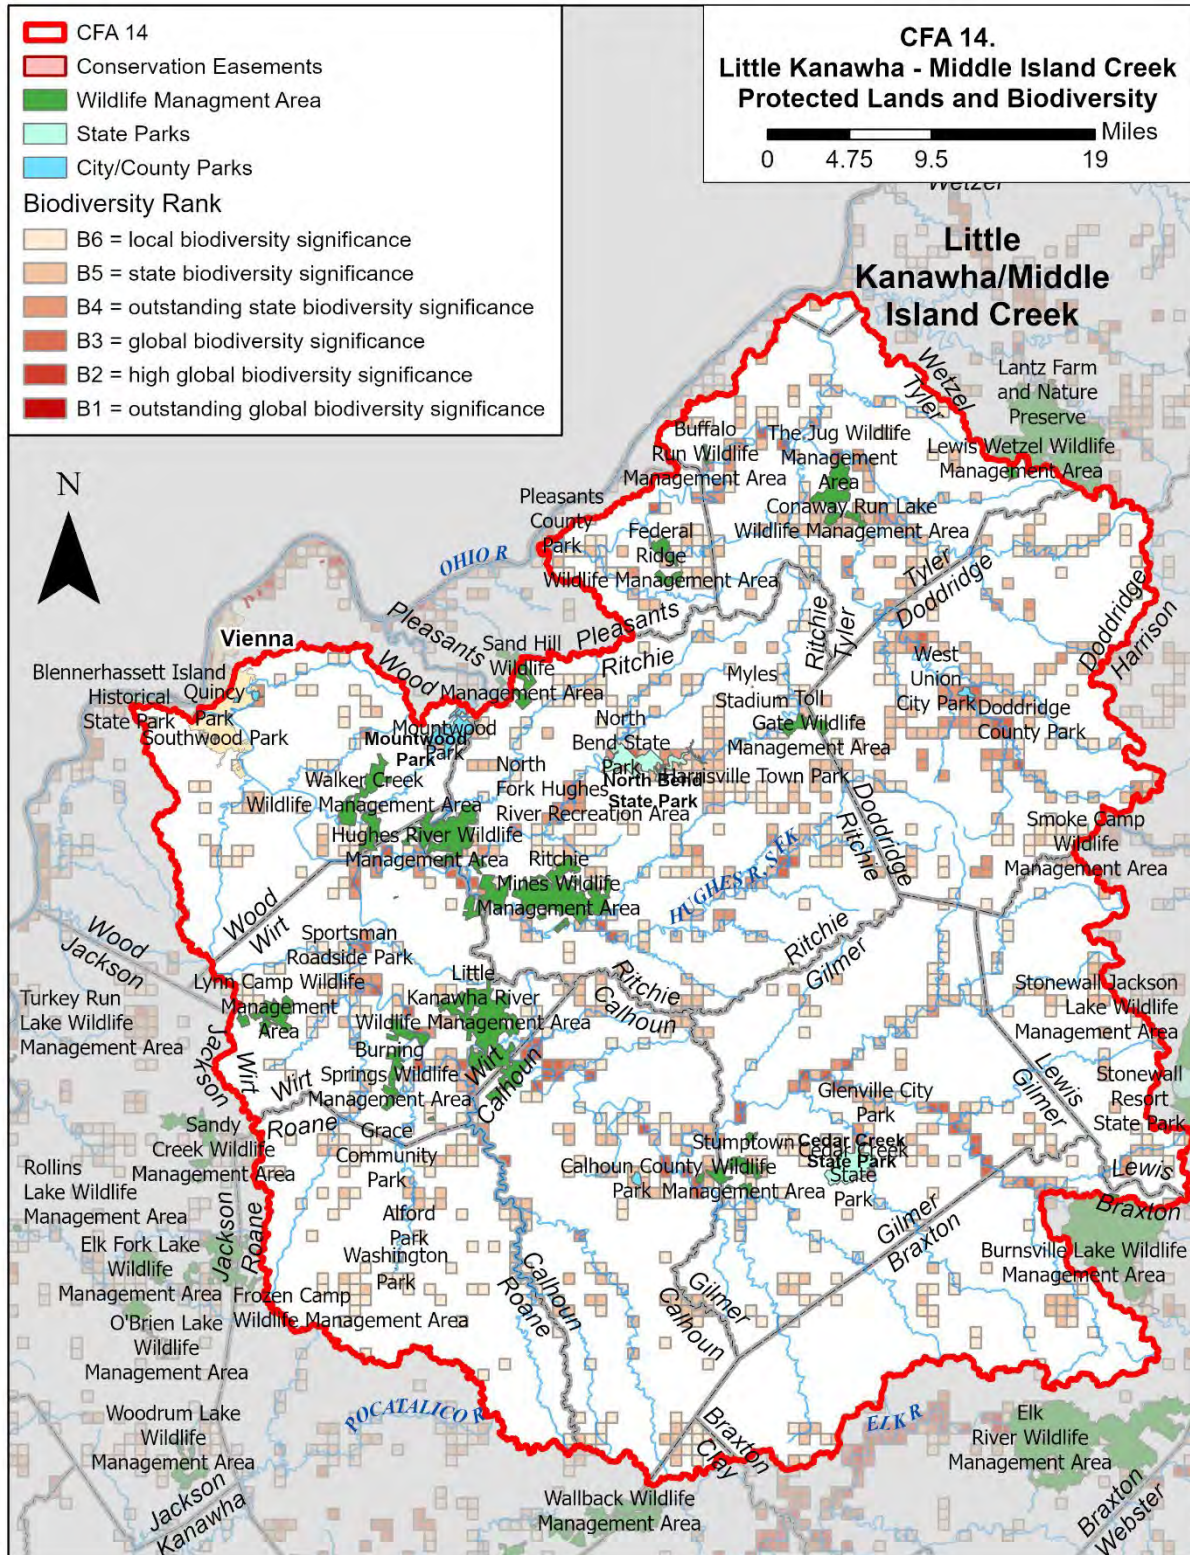 CFA 14
Conservation Easements
Wildlife Managment Area
State Parks
City/County Parks
Biodiversity Rank
B6 = local biodiversity significance
B5 = state biodiversity significance
B4 = outstanding state biodiversity significance
B3 = global biodiversity significance
B2 = high global biodiversity significance
B1 = outstanding global biodiversity significance
CFA 14.
Little Kanawha - Middle Island Creek
Protected Lands and Biodiversity
Miles
0 4.75 9.5 19
Wetzel
Little
Kanawha/Middle
Island Creek
Wetzel
Tyler
Lantz Farm
and Nature
Preserve
Lewis Wetzel Wildlife
Management Area
Buffalo
Run Wildlife
Management Area
The Jug Wildlife
Management
Area
Conaway Run Lake
Wildlife Management Area
N
Pleasants
County
Park
Federal
Ridge
Wildlife Management Area
OHIO R
Tyler
Doddridge
Doddridge
Harrison
Pleasants
Pleasants
Ritchie
Ritchie
Tyler
Vienna
Wood
Sand Hill
Wildlife
Management Area
Blennerhassett Island
Historical
State Park
Quincy
Park
Southwood Park
Mountwood
Park
Mountwood
Park
Myles
Stadium Toll
Gate Wildlife
Management Area
West
Union
City Park
Doddridge
County Park
North
Bend State
Park
North Bend
State Park
Harrisville Town Park
Walker Creek
Wildlife Management Area
North
Fork Hughes
River Recreation Area
Hughes River Wildlife
Management Area
Ritchie
Mines Wildlife
Management Area
HUGHES R, S FK
Doddridge
Ritchie
Smoke Camp
Wildlife
Management Area
Wood
Wirt
Wood
Jackson
Sportsman
Roadside Park
Ritchie
Gilmer
Lynn Camp Wildlife
Management
Area
Little
Kanawha River
Wildlife Management Area
Ritchie
Calhoun
Stonewall Jackson
Lake Wildlife
Management Area
Turkey Run
Lake Wildlife
Management Area
Jackson
Wirt
Burning
Springs Wildlife
Management Area
Wirt
Calhoun
Wirt
Roane
Lewis
Gilmer
Stonewall
Resort
State Park
Glenville City
Park
Sandy
Creek Wildlife
Management Area
Grace
Community
Park
Stumptown
Wildlife
Management Area
Calhoun County
Park
Cedar Creek
State Park
Cedar Creek
State
Park
Lewis
Braxton
Rollins
Lake Wildlife
Management Area
Jackson
Roane
Alford
Park
Washington
Park
Gilmer
Braxton
Elk Fork Lake
Wildlife
Management Area
Burnsville Lake Wildlife
Management Area
Calhoun
Roane
Gilmer
Calhoun
Frozen Camp
Wildlife Management Area
O'Brien Lake
Wildlife
Management Area
POCATALICO R
ELK R
Woodrum Lake
Wildlife
Management Area
Braxton
Clay
Elk
River Wildlife
Management Area
Jackson
Kanawha
Wallback Wildlife
Management Area
Braxton
Webster